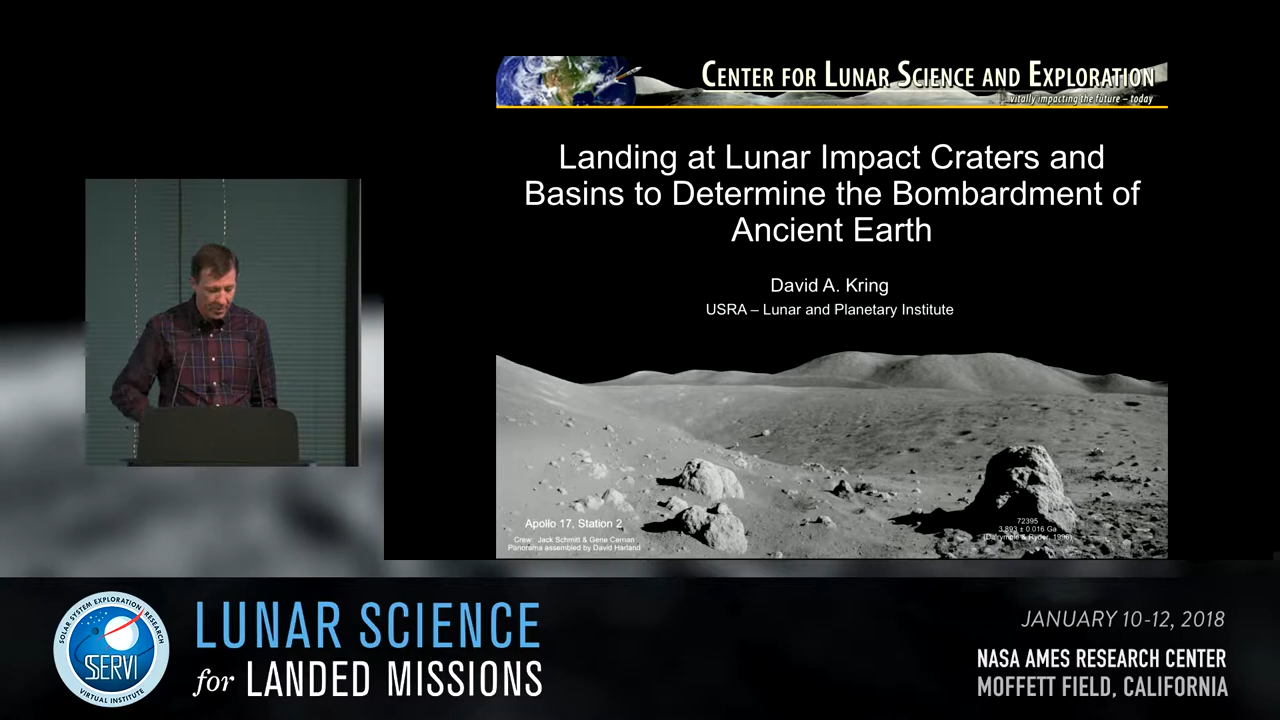 CENTER FOR LUNAR SCIENCE AND EXPLORATION
vitally impacting the future – today
Landing at Lunar Impact Craters and
Basins to Determine the Bombardment of
Ancient Earth
David A. Kring
USRA – Lunar and Planetary Institute
Apollo 17, Station 2
Crew: Jack Schmitt & Gene Cernan
Panorama assembled by David Harland
72395
3.893 ± 0.016 Ga
(Dalrymple & Ryder, 1996)
SOLAR SYSTEM EXPLORATION RESEARCH
SSERVI
VIRTUAL INSTITUTE
LUNAR SCIENCE
for LANDED MISSIONS
JANUARY 10-12, 2018
NASA AMES RESEARCH CENTER
MOFFETT FIELD, CALIFORNIA